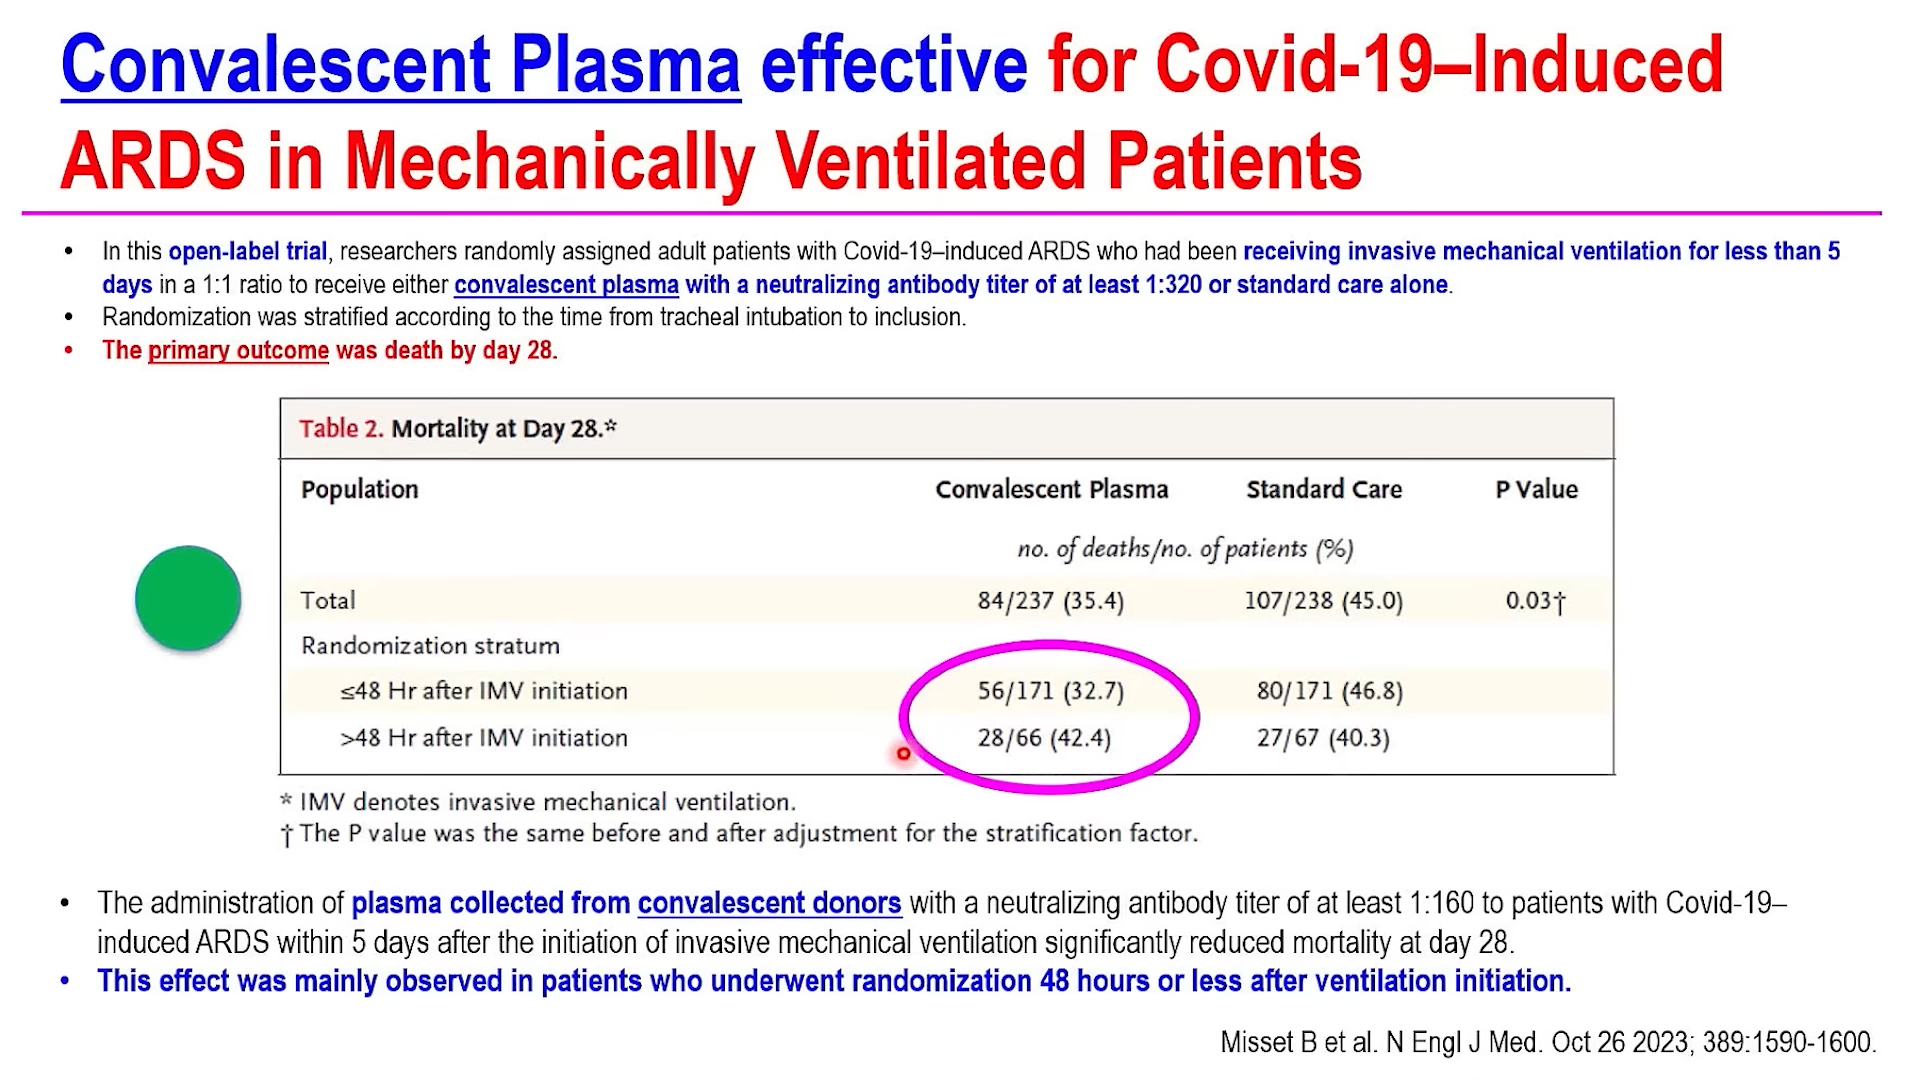 Convalescent Plasma effective for Covid-19–Induced
ARDS in Mechanically Ventilated Patients
• In this open-label trial, researchers randomly assigned adult patients with Covid-19–induced ARDS who had been receiving invasive mechanical ventilation for less than 5
days in a 1:1 ratio to receive either convalescent plasma with a neutralizing antibody titer of at least 1:320 or standard care alone.
• Randomization was stratified according to the time from tracheal intubation to inclusion.
• The primary outcome was death by day 28.
Table 2. Mortality at Day 28.*
Population Convalescent Plasma Standard Care P Value
no. of deaths/no. of patients (%)
Total 84/237 (35.4) 107/238 (45.0) 0.03†
Randomization stratum
≤48 Hr after IMV initiation 56/171 (32.7) 80/171 (46.8)
>48 Hr after IMV initiation 28/66 (42.4) 27/67 (40.3)
* IMV denotes invasive mechanical ventilation.
† The P value was the same before and after adjustment for the stratification factor.
• The administration of plasma collected from convalescent donors with a neutralizing antibody titer of at least 1:160 to patients with Covid-19–
induced ARDS within 5 days after the initiation of invasive mechanical ventilation significantly reduced mortality at day 28.
• This effect was mainly observed in patients who underwent randomization 48 hours or less after ventilation initiation.
Misset B et al. N Engl J Med. Oct 26 2023; 389:1590-1600.